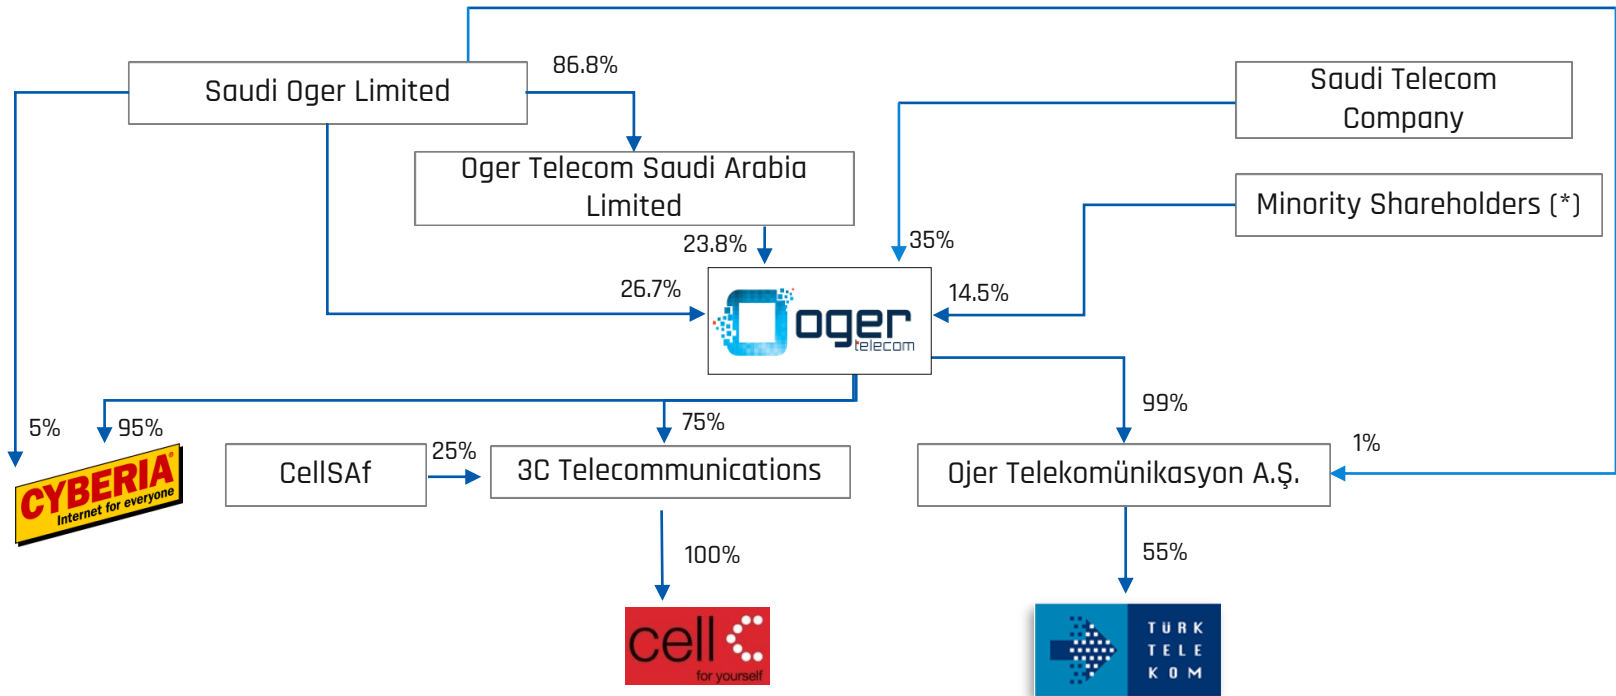 86.8%
Saudi Oger Limited
Saudi Telecom
Company
Oger Telecom Saudi Arabia
Limited
Minority Shareholders (*)
23.8%
35%
26.7%
14.5%
oger
telecom
5%
95%
75%
99%
1%
25%
CellSAf
3C Telecommunications
Ojer Telekomünikasyon A.Ş.
CYBERIA®
Internet for everyone
100%
55%
cell C
for yourself
TÜRK
TELE
KOM